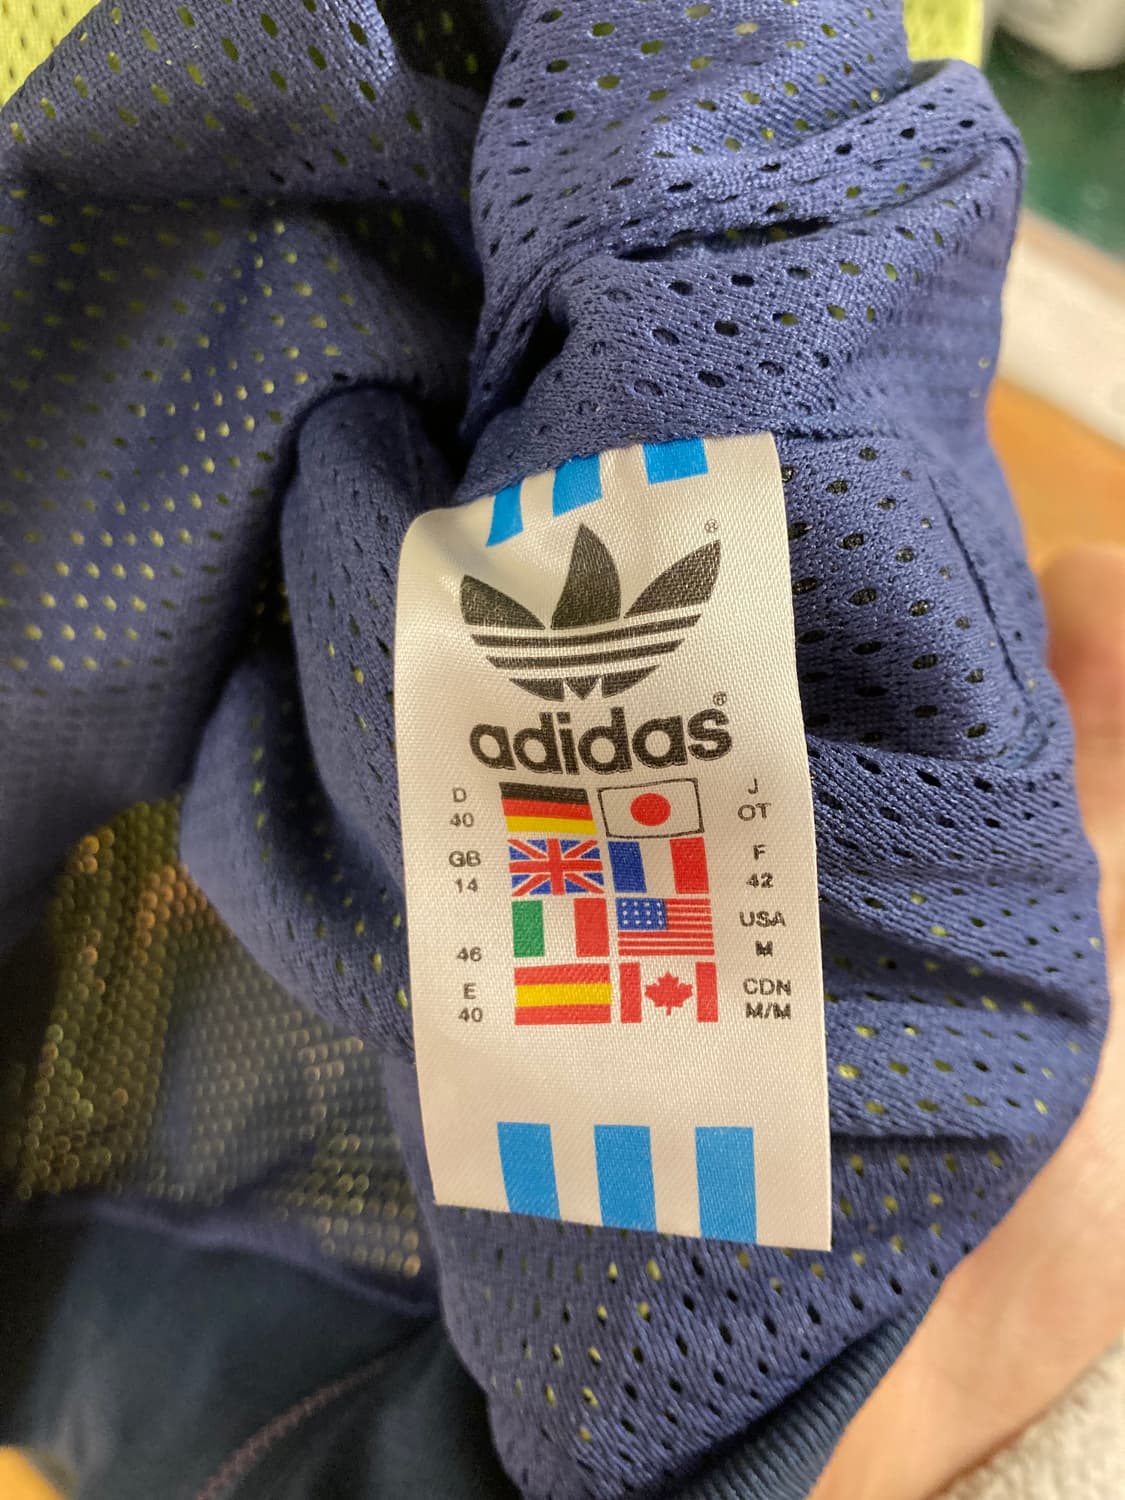 ®
adidas®
D
40
J
OT
GB
14
F
42
46
USA
M
E
40
CDN
M/M